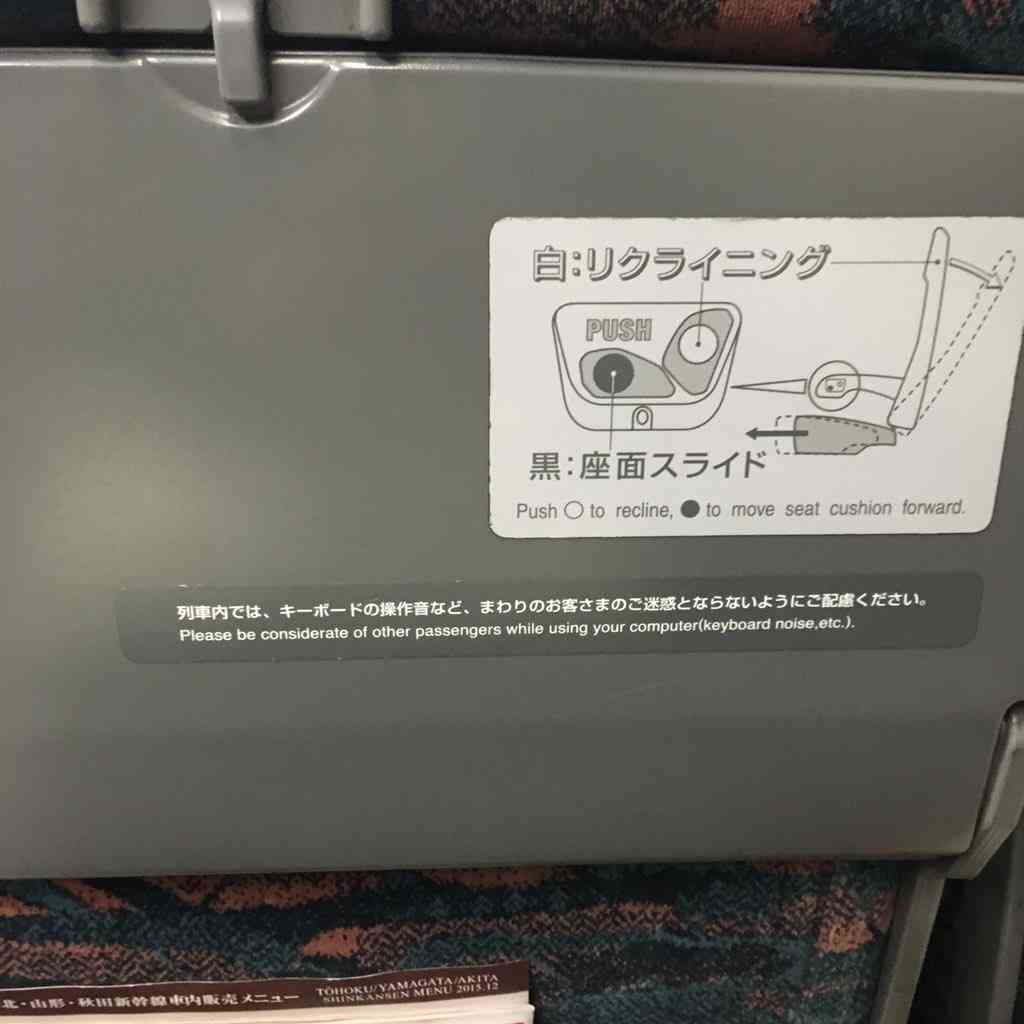 白：リクライニング
PUSH
黒：座面スライド
Push ○ to recline, ● to move seat cushion forward.
列車内では、キーボードの操作音など、まわりのお客さまのご迷惑とならないようにご配慮ください。
Please be considerate of other passengers while using your computer(keyboard noise,etc.).
北・山形・秋田新幹線車内販売メニュー
TŌHOKU/YAMAGATA/AKITA
SHINKANSEN MENU 2015.12